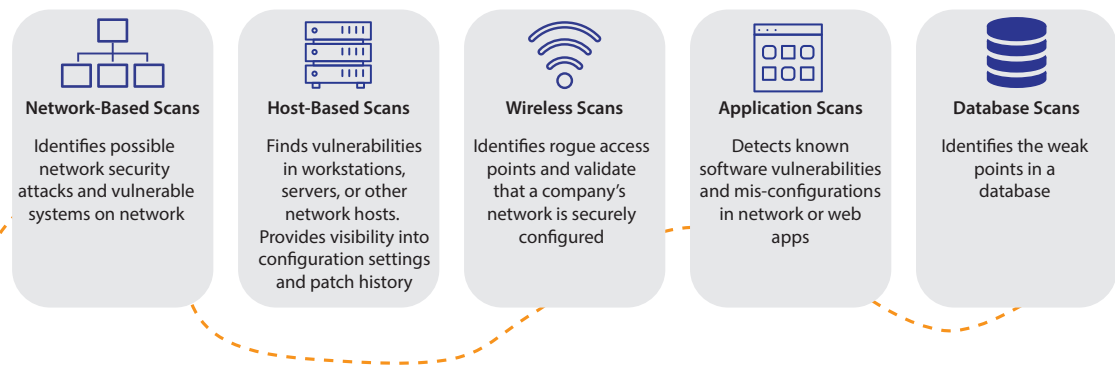 Network-Based Scans
Identifies possible
network security
attacks and vulnerable
systems on network
Host-Based Scans
Finds vulnerabilities
in workstations,
servers, or other
network hosts.
Provides visibility into
configuration settings
and patch history
Wireless Scans
Identifies rogue access
points and validate
that a company's
network is securely
configured
Application Scans
Detects known
software vulnerabilities
and mis-configurations
in network or web
apps
Database Scans
Identifies the weak
points in a
database